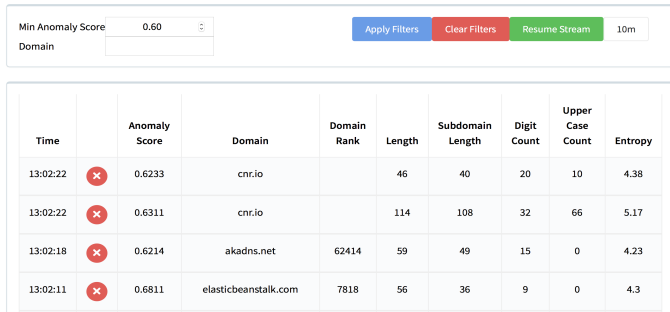 Min Anomaly Score 0.60 Apply Filters Clear Filters Resume Stream 10m
Domain
Time Anomaly Score Domain Domain Rank Length Subdomain Length Digit Count Upper Case Count Entropy
13:02:22 0.6233 cnr.io 46 40 20 10 4.38
13:02:22 0.6311 cnr.io 114 108 32 66 5.17
13:02:18 0.6214 akadns.net 62414 59 49 15 0 4.23
13:02:11 0.6811 elasticbeanstalk.com 7818 56 36 9 0 4.3